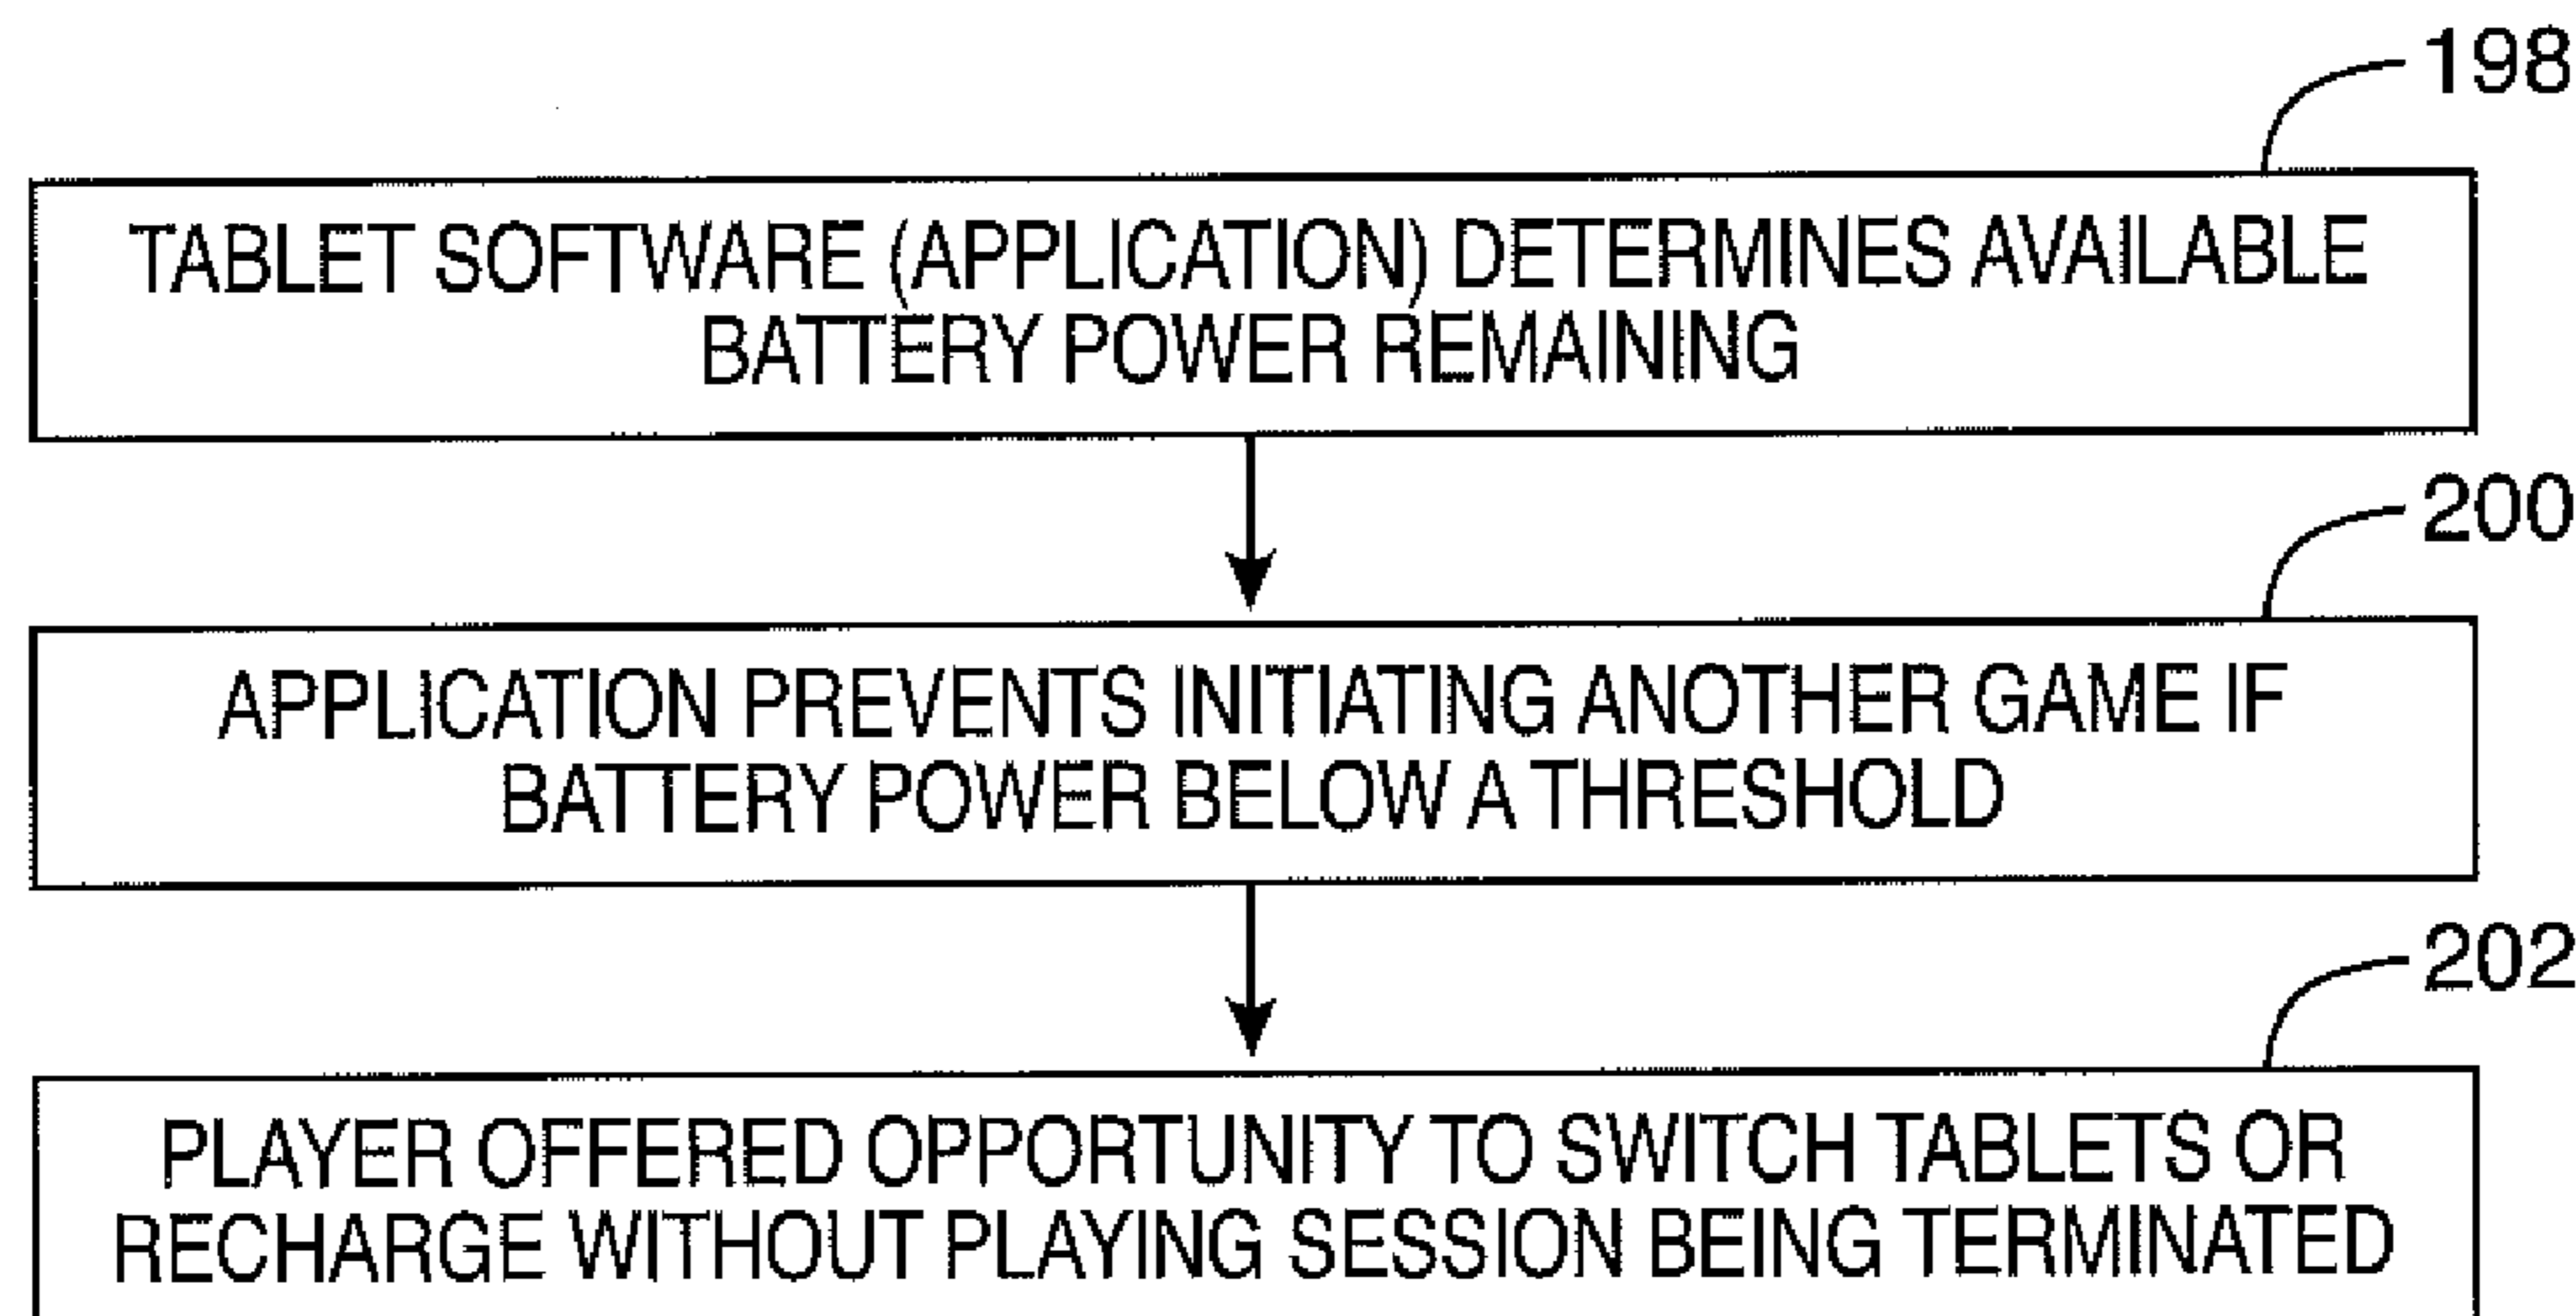 198
TABLET SOFTWARE (APPLICATION) DETERMINES AVAILABLE
BATTERY POWER REMAINING
200
APPLICATION PREVENTS INITIATING ANOTHER GAME IF
BATTERY POWER BELOW A THRESHOLD
202
PLAYER OFFERED OPPORTUNITY TO SWITCH TABLETS OR
RECHARGE WITHOUT PLAYING SESSION BEING TERMINATED